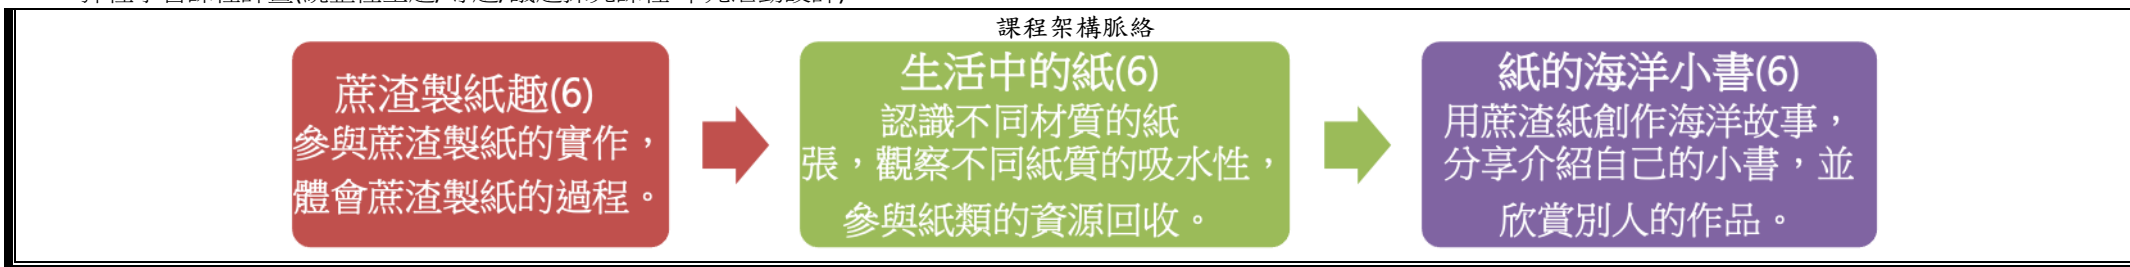 課程架構脈絡
蔗渣製紙趣(6)
參與蔗渣製紙的實作，
體會蔗渣製紙的過程。
生活中的紙(6)
認識不同材質的紙
張，觀察不同紙質的吸水性，
參與紙類的資源回收。
紙的海洋小書(6)
用蔗渣紙創作海洋故事，
分享介紹自己的小書，並
欣賞別人的作品。